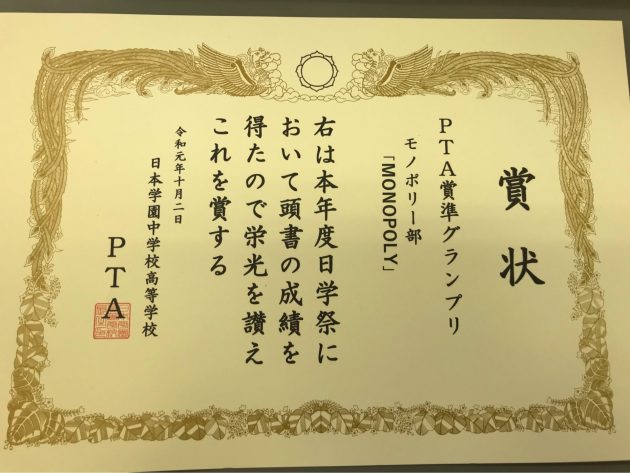 賞状
PTA賞準グランプリ
モノポリー部
「MONOPOLY」
右は本年度日学祭に
おいて頭書の成績を
得たので栄光を讃え
これを賞する
令和元年十月二日
日本学園中学校高等学校
PTA